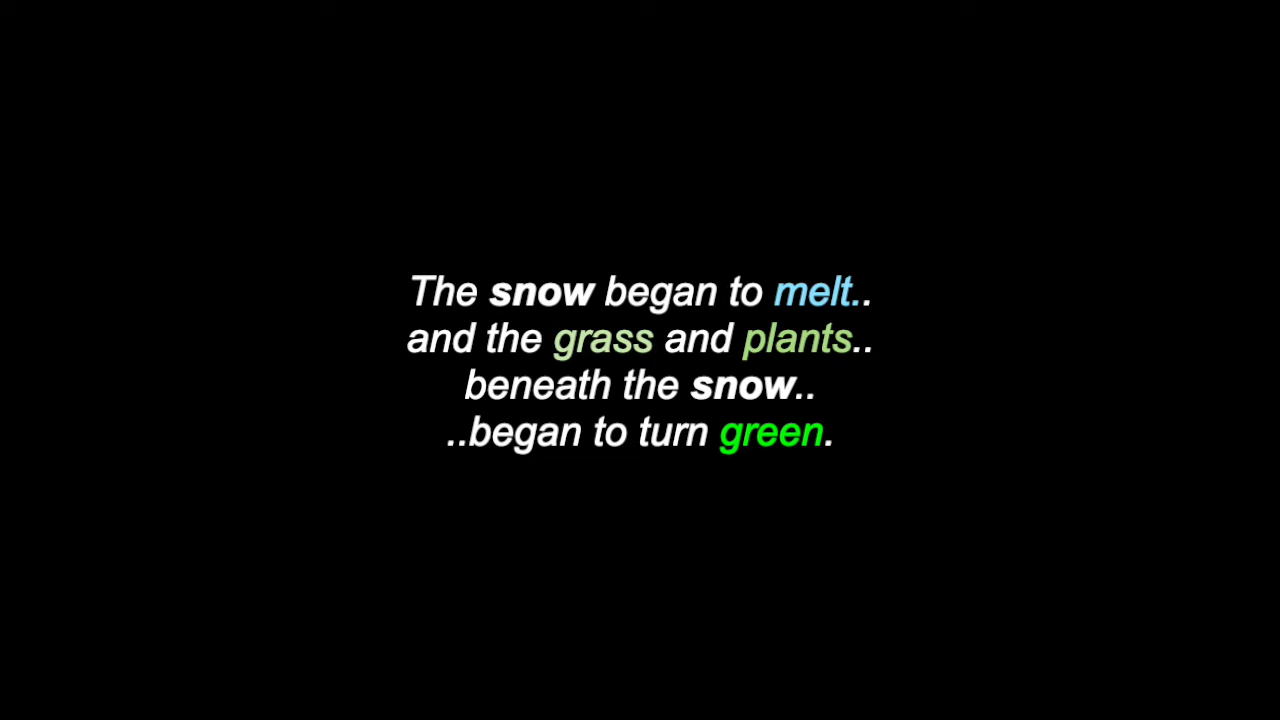 The snow began to melt..
and the grass and plants..
beneath the snow..
..began to turn green.